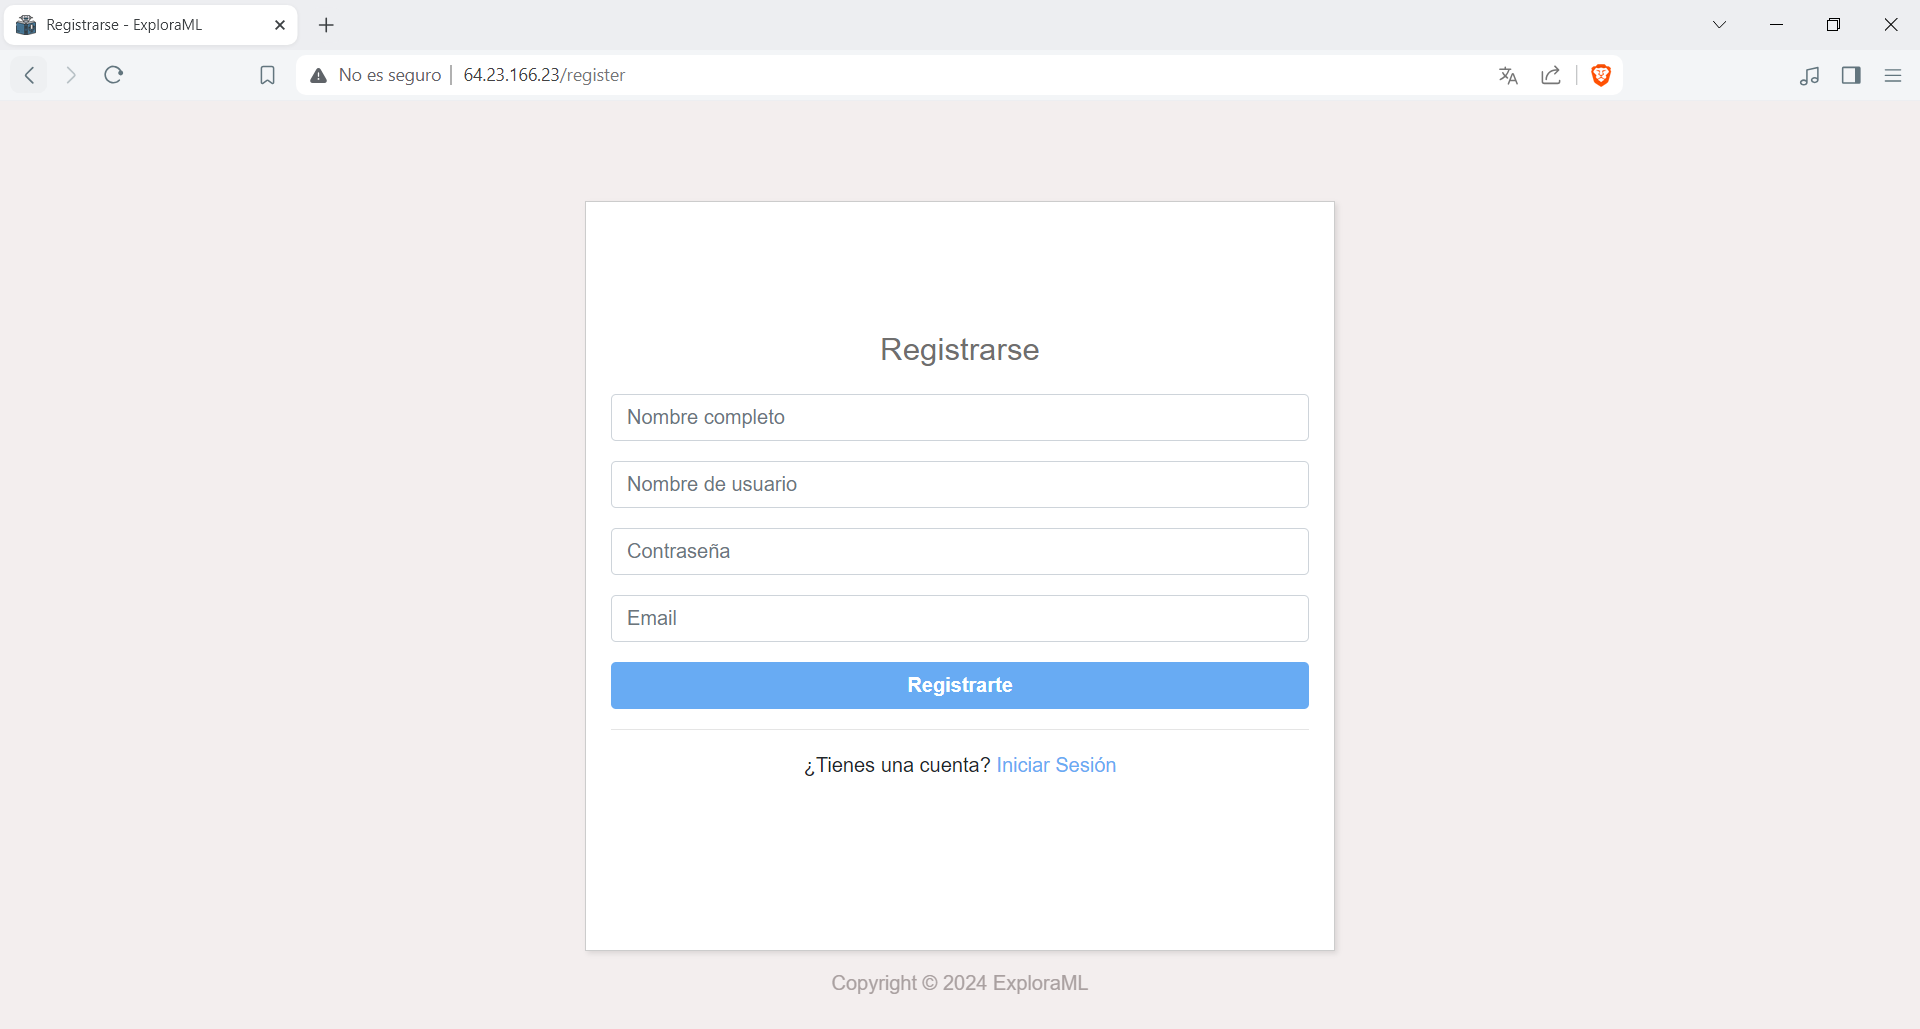 Registrarse - ExploraML
No es seguro | 64.23.166.23/register
Registrarse
Nombre completo
Nombre de usuario
Contraseña
Email
Registrarte
¿Tienes una cuenta? Iniciar Sesión
Copyright © 2024 ExploraML